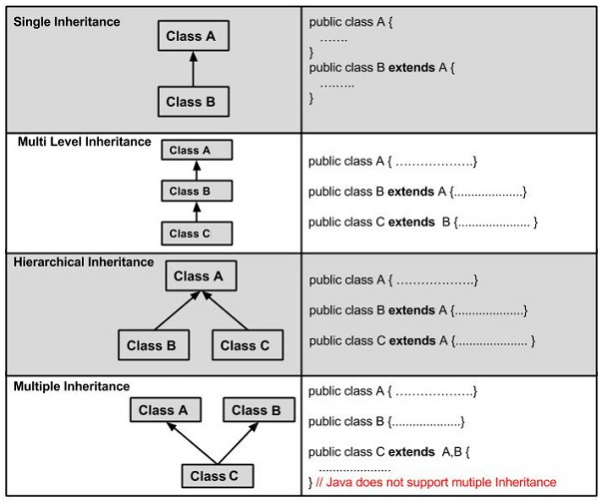 Single Inheritance
Class A
Class B
public class A {
.......
}
public class B extends A {
.........
}
Multi Level Inheritance
Class A
Class B
Class C
public class A { ...................}
public class B extends A {....................}
public class C extends B {..................... }
Hierarchical Inheritance
Class A
Class B
Class C
public class A { ...................}
public class B extends A {....................}
public class C extends A {..................... }
Multiple Inheritance
Class A
Class B
Class C
public class A { ...................}
public class B {....................}
public class C extends A,B {
......................
} // Java does not support mutiple Inheritance